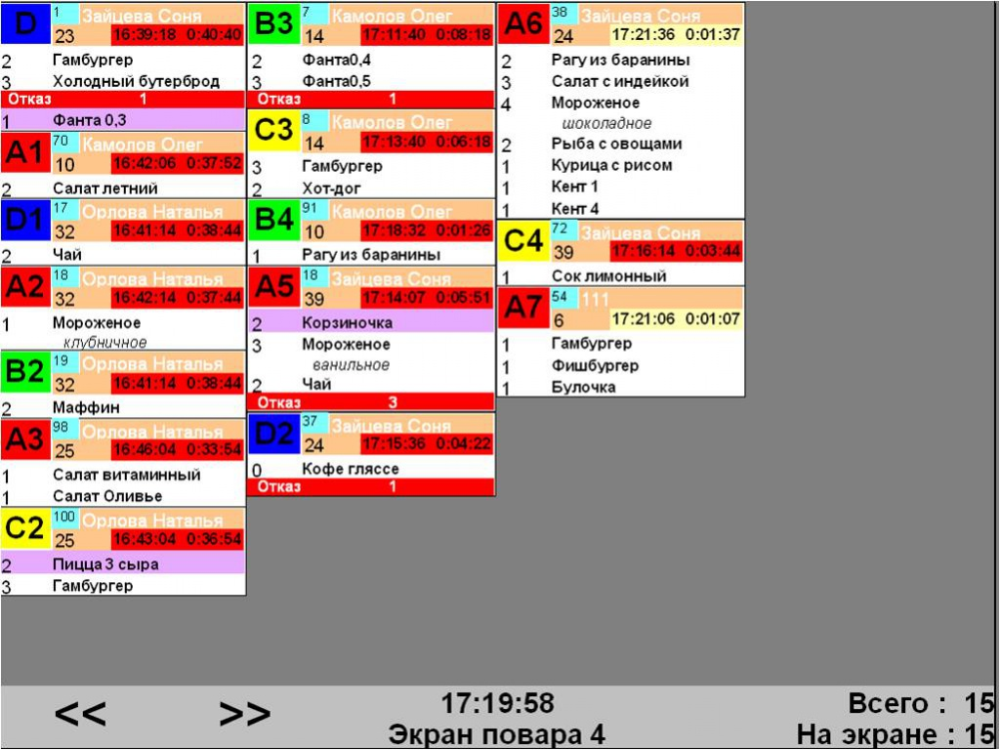 D 1 Зайцева Соня
23 16:39:18 0:40:40
2 Гамбургер
3 Холодный бутерброд
Отказ 1
1 Фанта 0,3
A1 70 Камолов Олег
10 16:42:06 0:37:52
2 Салат летний
D1 17 Орлова Наталья
32 16:41:14 0:38:44
2 Чай
A2 18 Орлова Наталья
32 16:42:14 0:37:44
1 Мороженое
клубничное
B2 19 Орлова Наталья
32 16:41:14 0:38:44
2 Маффин
A3 98 Орлова Наталья
25 16:46:04 0:33:54
1 Салат витаминный
1 Салат Оливье
C2 100 Орлова Наталья
25 16:43:04 0:36:54
2 Пицца 3 сыра
3 Гамбургер
B3 7 Камолов Олег
14 17:11:40 0:08:18
2 Фанта0,4
3 Фанта0,5
Отказ 1
C3 8 Камолов Олег
14 17:13:40 0:06:18
3 Гамбургер
2 Хот-дог
B4 91 Камолов Олег
10 17:18:32 0:01:26
1 Рагу из баранины
A5 18 Зайцева Соня
39 17:14:07 0:05:51
2 Корзиночка
3 Мороженое
ванильное
2 Чай
Отказ 3
D2 37 Зайцева Соня
24 17:15:36 0:04:22
0 Кофе гляссе
Отказ 1
A6 38 Зайцева Соня
24 17:21:36 0:01:37
2 Рагу из баранины
3 Салат с индейкой
4 Мороженое
шоколадное
2 Рыба с овощами
1 Курица с рисом
1 Кент 1
1 Кент 4
C4 72 Зайцева Соня
39 17:16:14 0:03:44
1 Сок лимонный
A7 54 111
6 17:21:06 0:01:07
1 Гамбургер
1 Фишбургер
1 Булочка
<< >> 17:19:58 Всего : 15
Экран повара 4 На экране : 15